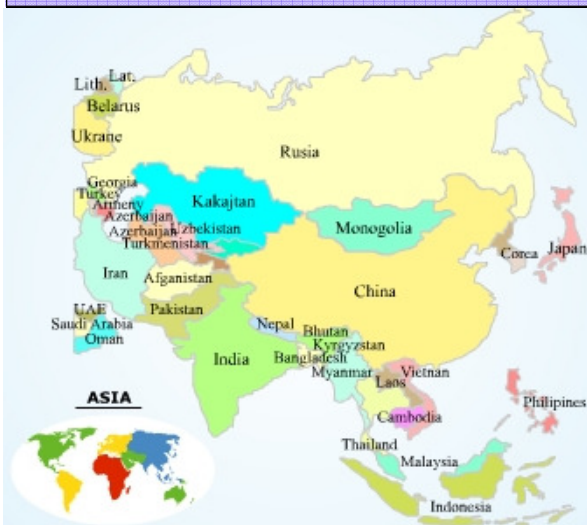 Lat.
Lith.
Belarus
Ukrane
Rusia
Georgia
Turkey
Armeny
Azerbaijan
Azerbaijan
Kakajtan
Uzbekistan
Turkmenistan
Monogolia
Corea
Japan
Iran
Afganistan
China
UAE
Saudi Arabia
Oman
Pakistan
Nepal
Bhutan
Kyrgyzstan
India
Bangladesh
Myanmar
Laos
Vietnan
ASIA
Cambodia
Philipines
Thailand
Malaysia
Indonesia